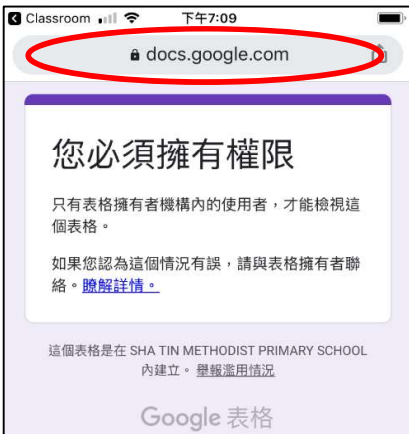 Classroom 下午7:09
docs.google.com
您必須擁有權限
只有表格擁有者機構內的使用者，才能檢視這
個表格。
如果您認為這個情況有誤，請與表格擁有者聯
絡。瞭解詳情。
這個表格是在 SHA TIN METHODIST PRIMARY SCHOOL
內建立。 舉報濫用情況
Google 表格